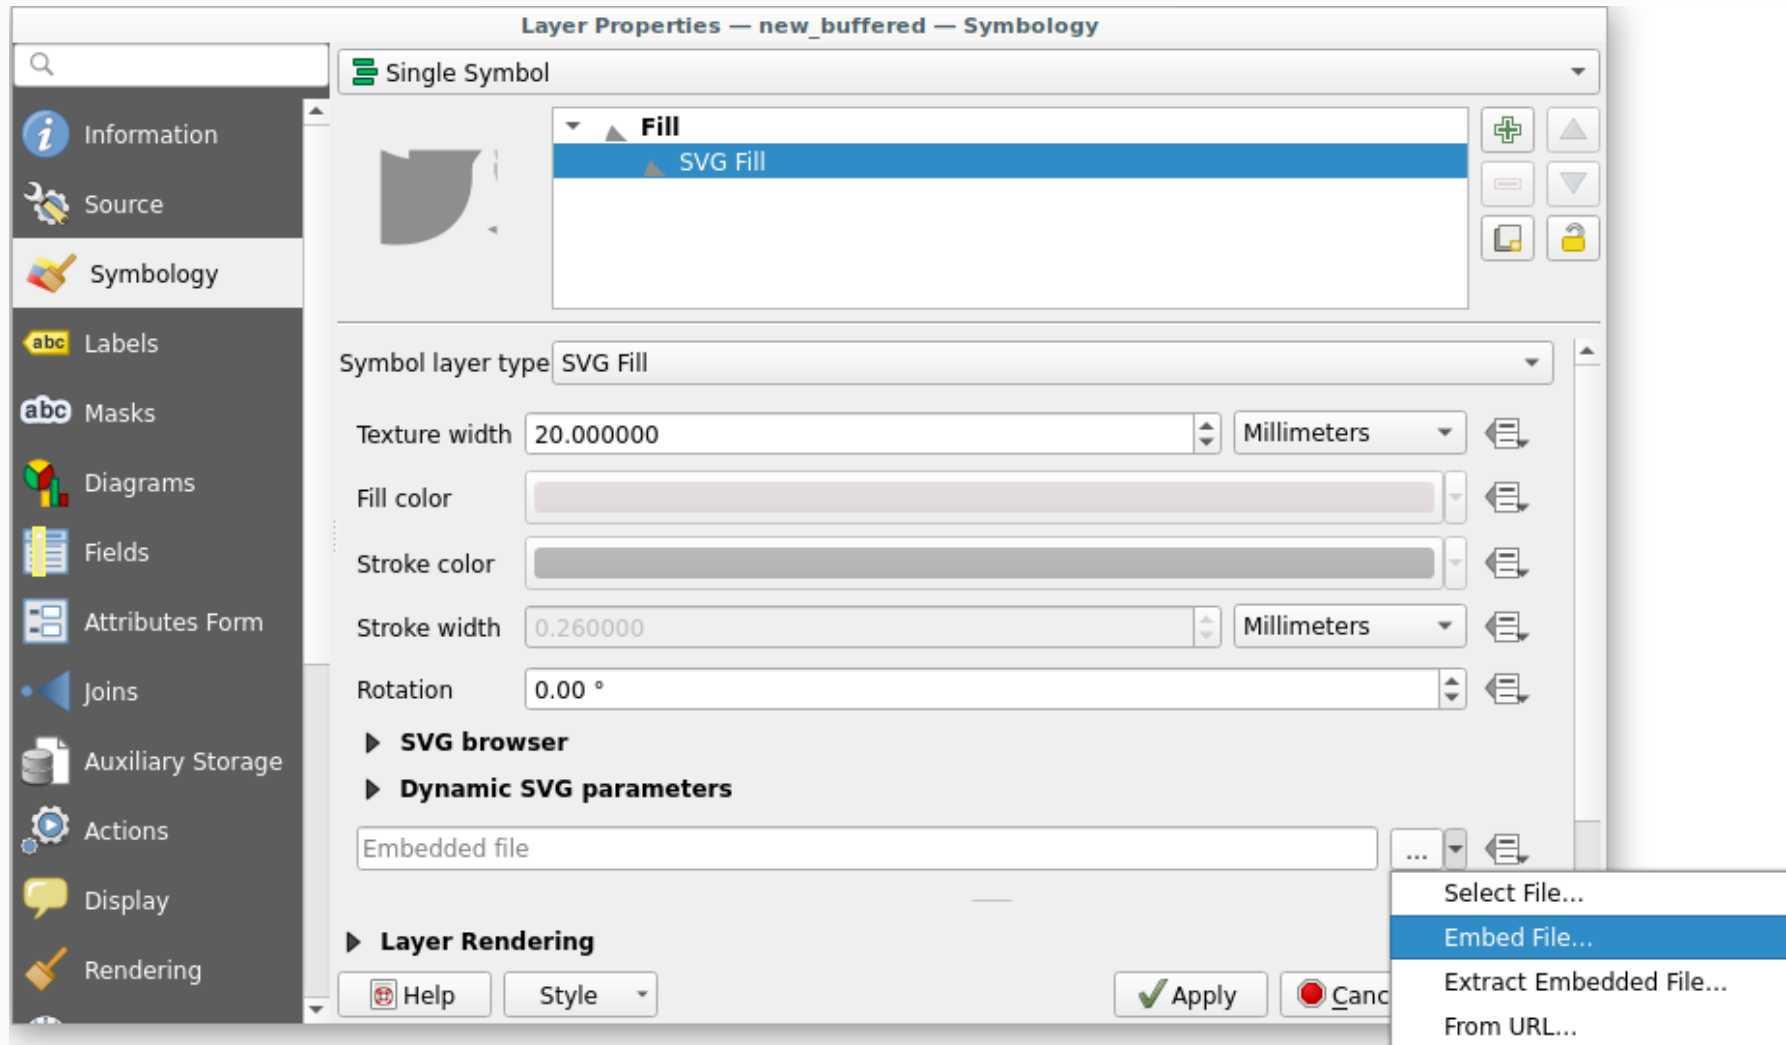 Layer Properties — new_buffered — Symbology
Single Symbol
Information
Source
Symbology
Labels
Masks
Diagrams
Fields
Attributes Form
Joins
Auxiliary Storage
Actions
Display
Rendering
Fill
SVG Fill
Symbol layer type SVG Fill
Texture width 20.000000 Millimeters
Fill color
Stroke color
Stroke width 0.260000 Millimeters
Rotation 0.00 °
SVG browser
Dynamic SVG parameters
Embedded file ...
Select File...
Embed File...
Extract Embedded File...
From URL...
Layer Rendering
Help Style Apply Canc
abc
abc